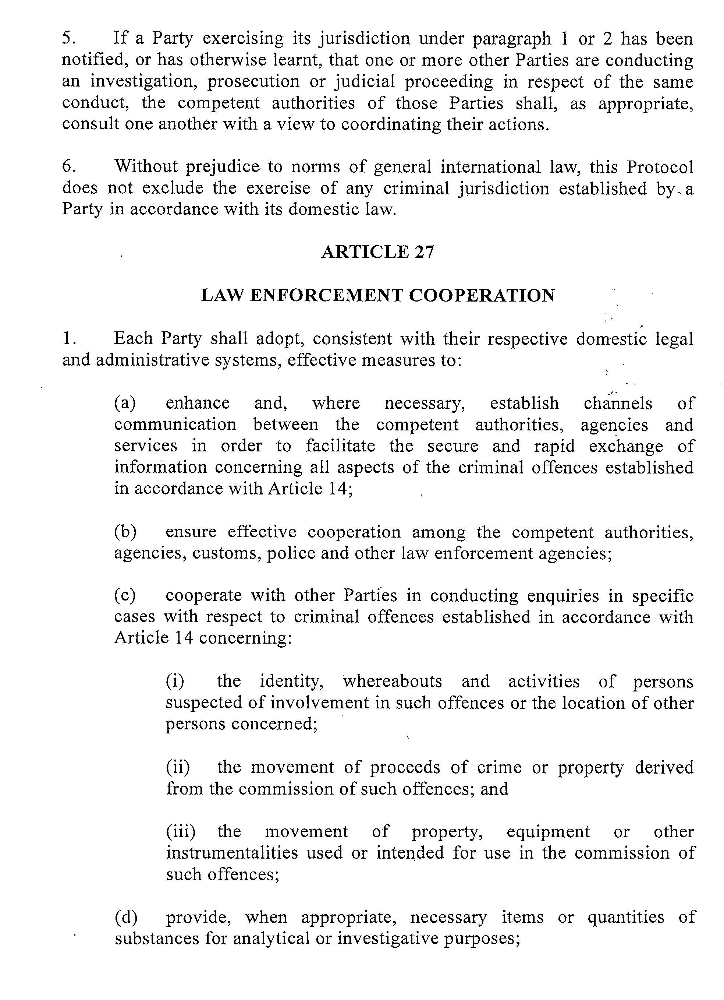 5. If a Party exercising its jurisdiction under paragraph 1 or 2 has been
notified, or has otherwise learnt, that one or more other Parties are conducting
an investigation, prosecution or judicial proceeding in respect of the same
conduct, the competent authorities of those Parties shall, as appropriate,
consult one another with a view to coordinating their actions.
6. Without prejudice to norms of general international law, this Protocol
does not exclude the exercise of any criminal jurisdiction established by a
Party in accordance with its domestic law.
ARTICLE 27
LAW ENFORCEMENT COOPERATION
1. Each Party shall adopt, consistent with their respective domestic legal
and administrative systems, effective measures to:
(a) enhance and, where necessary, establish channels of
communication between the competent authorities, agencies and
services in order to facilitate the secure and rapid exchange of
information concerning all aspects of the criminal offences established
in accordance with Article 14;
(b) ensure effective cooperation among the competent authorities,
agencies, customs, police and other law enforcement agencies;
(c) cooperate with other Parties in conducting enquiries in specific
cases with respect to criminal offences established in accordance with
Article 14 concerning:
(i) the identity, whereabouts and activities of persons
suspected of involvement in such offences or the location of other
persons concerned;
(ii) the movement of proceeds of crime or property derived
from the commission of such offences; and
(iii) the movement of property, equipment or other
instrumentalities used or intended for use in the commission of
such offences;
(d) provide, when appropriate, necessary items or quantities of
substances for analytical or investigative purposes;